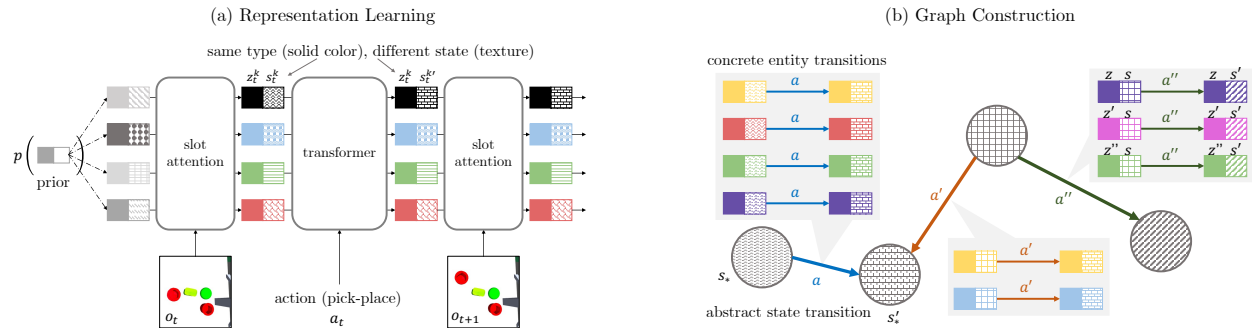 (a) Representation Learning
same type (solid color), different state (texture)
z_t^k s_t^k
z_t^k s_t^k′
p(
)
prior
slot
attention
transformer
slot
attention
o_t
action (pick-place)
a_t
o_{t+1}
(b) Graph Construction
concrete entity transitions
a
a
a
a
z s a′′ z s′
z′ s a′′ z′ s′
z′′ s a′′ z′′ s′
a′
a′′
s_*
a
s′_*
abstract state transition
a′
a′